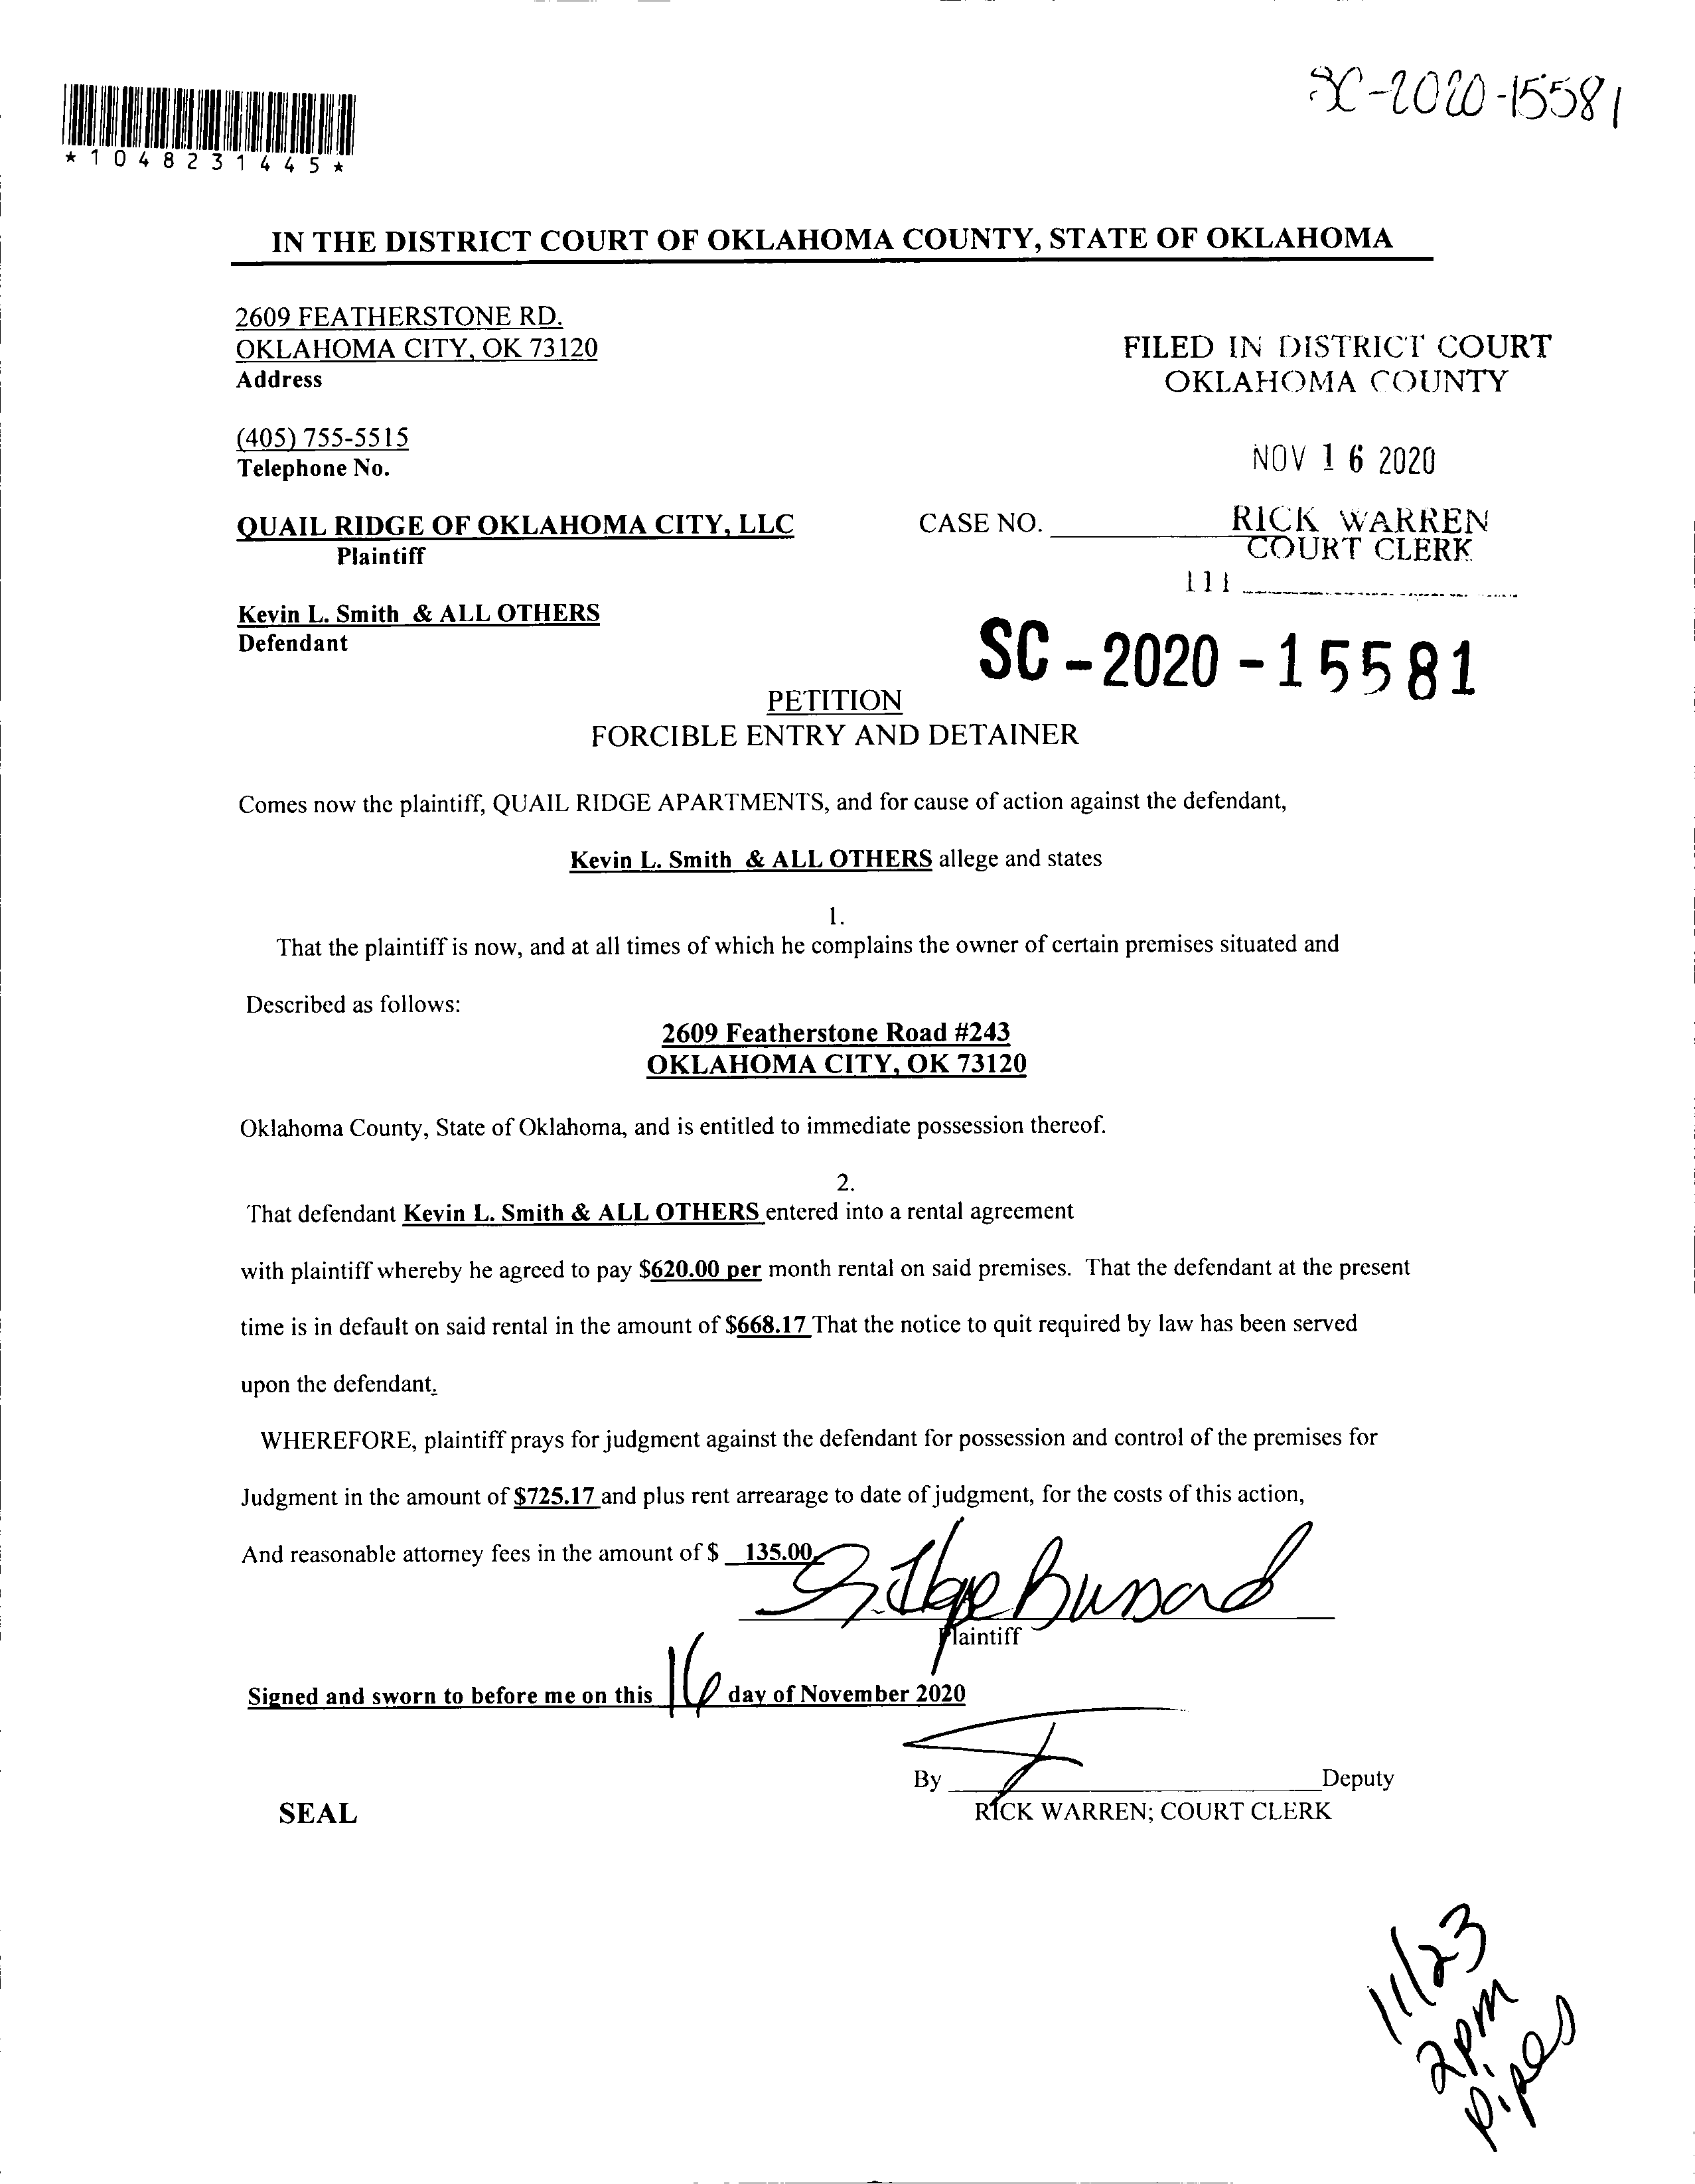 SC-2020-15581
*1048231445*
IN THE DISTRICT COURT OF OKLAHOMA COUNTY, STATE OF OKLAHOMA
2609 FEATHERSTONE RD.
OKLAHOMA CITY, OK 73120
Address
FILED IN DISTRICT COURT
OKLAHOMA COUNTY
(405) 755-5515
Telephone No.
NOV 16 2020
QUAIL RIDGE OF OKLAHOMA CITY, LLC
Plaintiff
CASE NO.
RICK WARREN
COURT CLERK
111
Kevin L. Smith & ALL OTHERS
Defendant
SC-2020-15581
PETITION
FORCIBLE ENTRY AND DETAINER
Comes now the plaintiff, QUAIL RIDGE APARTMENTS, and for cause of action against the defendant,
Kevin L. Smith & ALL OTHERS allege and states
1.
That the plaintiff is now, and at all times of which he complains the owner of certain premises situated and
Described as follows:
2609 Featherstone Road #243
OKLAHOMA CITY, OK 73120
Oklahoma County, State of Oklahoma, and is entitled to immediate possession thereof.
2.
That defendant Kevin L. Smith & ALL OTHERS entered into a rental agreement
with plaintiff whereby he agreed to pay $620.00 per month rental on said premises. That the defendant at the present
time is in default on said rental in the amount of $668.17 That the notice to quit required by law has been served
upon the defendant.
WHEREFORE, plaintiff prays for judgment against the defendant for possession and control of the premises for
Judgment in the amount of $725.17 and plus rent arrearage to date of judgment, for the costs of this action,
And reasonable attorney fees in the amount of $ 135.00.
Plaintiff
Signed and sworn to before me on this 16 day of November 2020
By Deputy
RICK WARREN; COURT CLERK
SEAL
11/23
2pm
Pipes